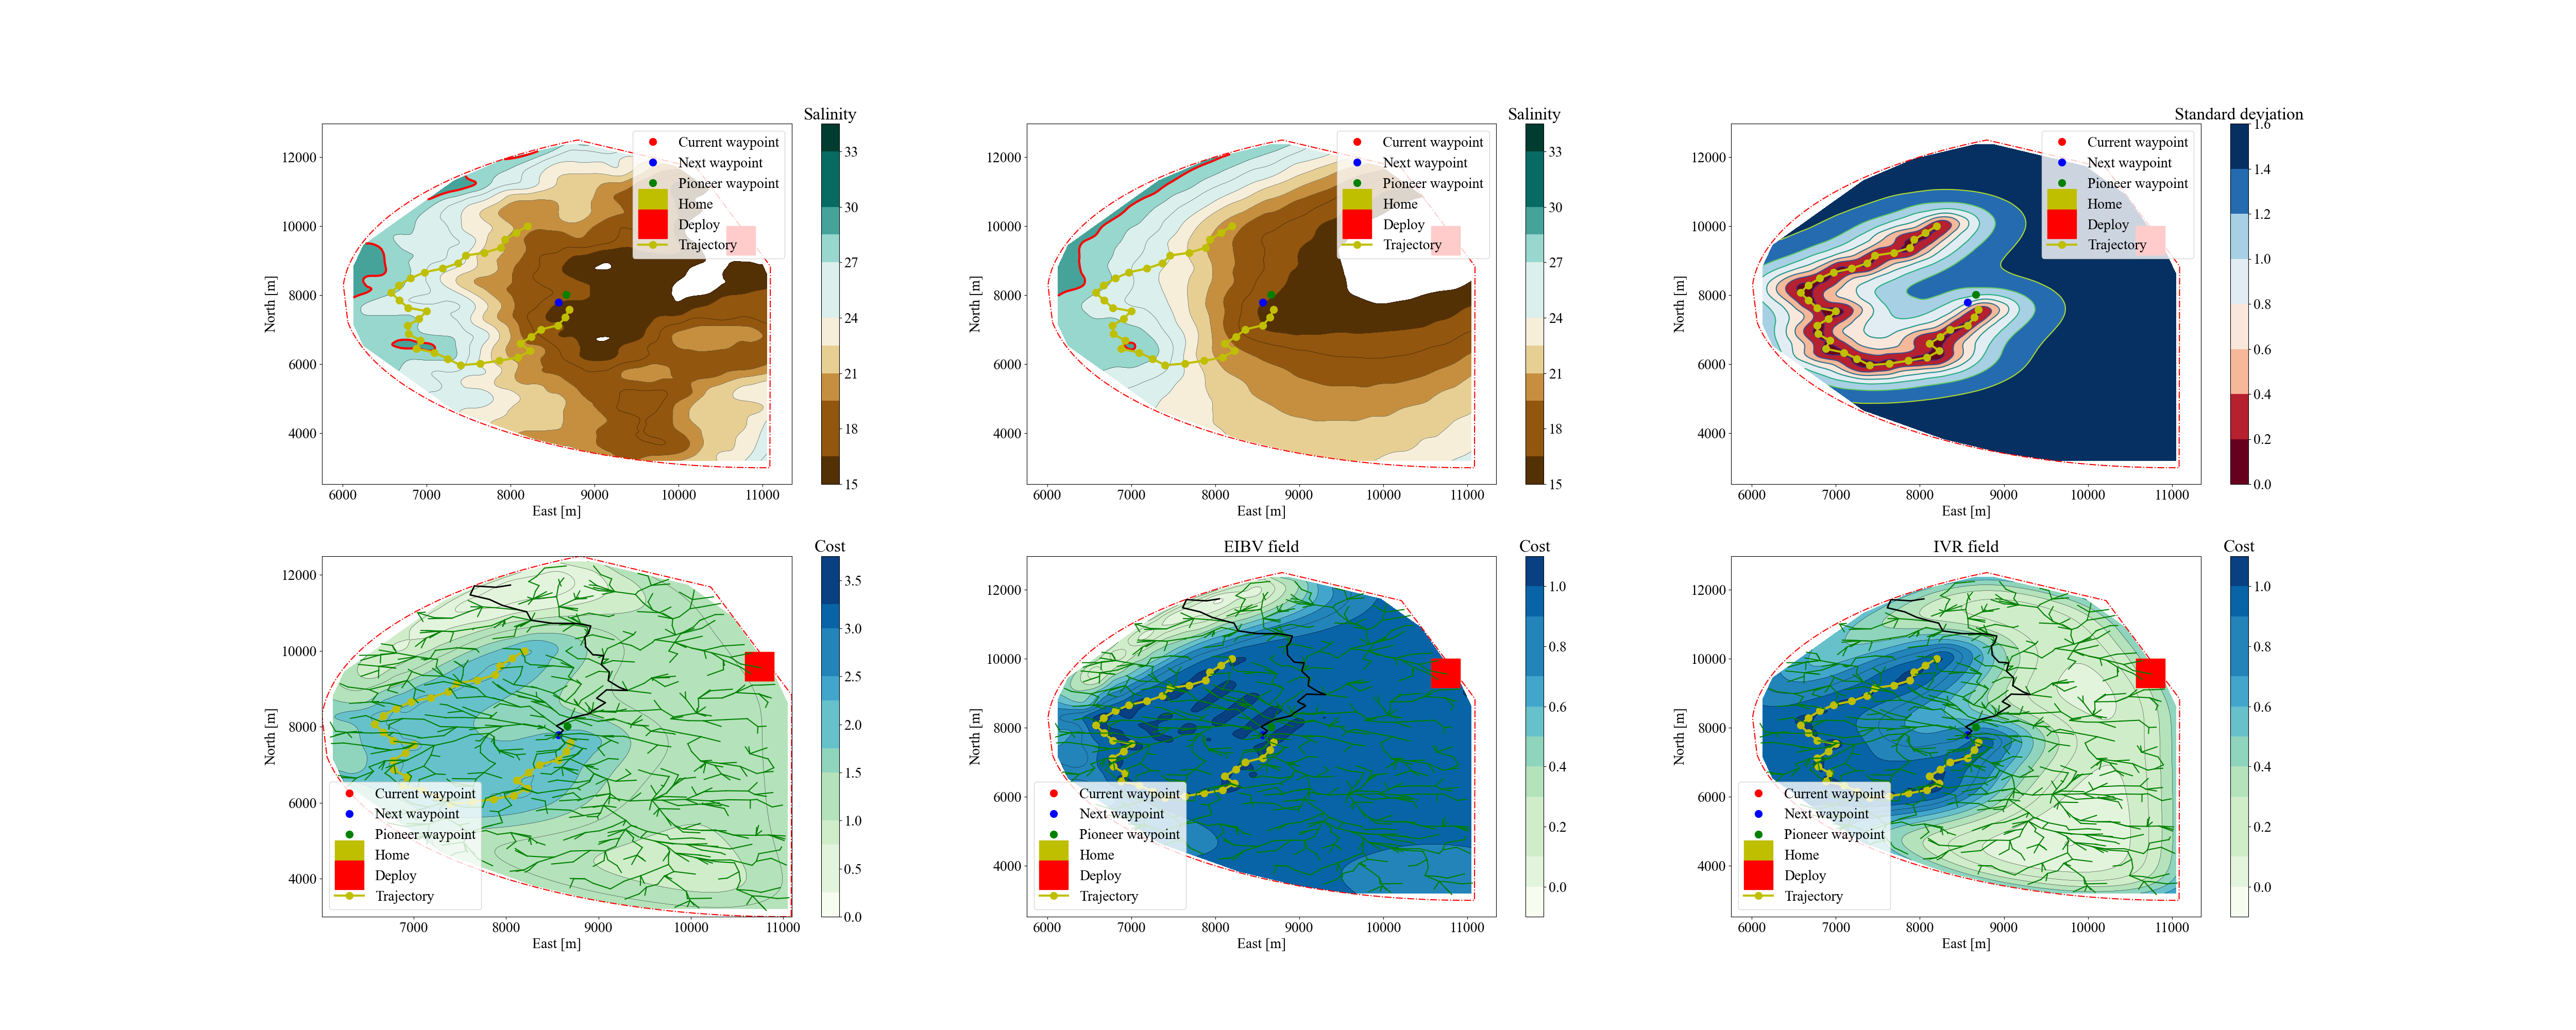 Salinity
12000
10000
8000
6000
4000
North [m]
6000 7000 8000 9000 10000 11000
East [m]
Current waypoint
Next waypoint
Pioneer waypoint
Home
Deploy
Trajectory
33
30
27
24
21
18
15
Salinity
12000
10000
8000
6000
4000
North [m]
6000 7000 8000 9000 10000 11000
East [m]
Current waypoint
Next waypoint
Pioneer waypoint
Home
Deploy
Trajectory
33
30
27
24
21
18
15
Standard deviation
12000
10000
8000
6000
4000
North [m]
6000 7000 8000 9000 10000 11000
East [m]
Current waypoint
Next waypoint
Pioneer waypoint
Home
Deploy
Trajectory
1.6
1.4
1.2
1.0
0.8
0.6
0.4
0.2
0.0
Cost
12000
10000
8000
6000
4000
North [m]
7000 8000 9000 10000 11000
East [m]
Current waypoint
Next waypoint
Pioneer waypoint
Home
Deploy
Trajectory
3.5
3.0
2.5
2.0
1.5
1.0
0.5
0.0
EIBV field
Cost
12000
10000
8000
6000
4000
North [m]
6000 7000 8000 9000 10000 11000
East [m]
Current waypoint
Next waypoint
Pioneer waypoint
Home
Deploy
Trajectory
1.0
0.8
0.6
0.4
0.2
0.0
IVR field
Cost
12000
10000
8000
6000
4000
North [m]
6000 7000 8000 9000 10000 11000
East [m]
Current waypoint
Next waypoint
Pioneer waypoint
Home
Deploy
Trajectory
1.0
0.8
0.6
0.4
0.2
0.0